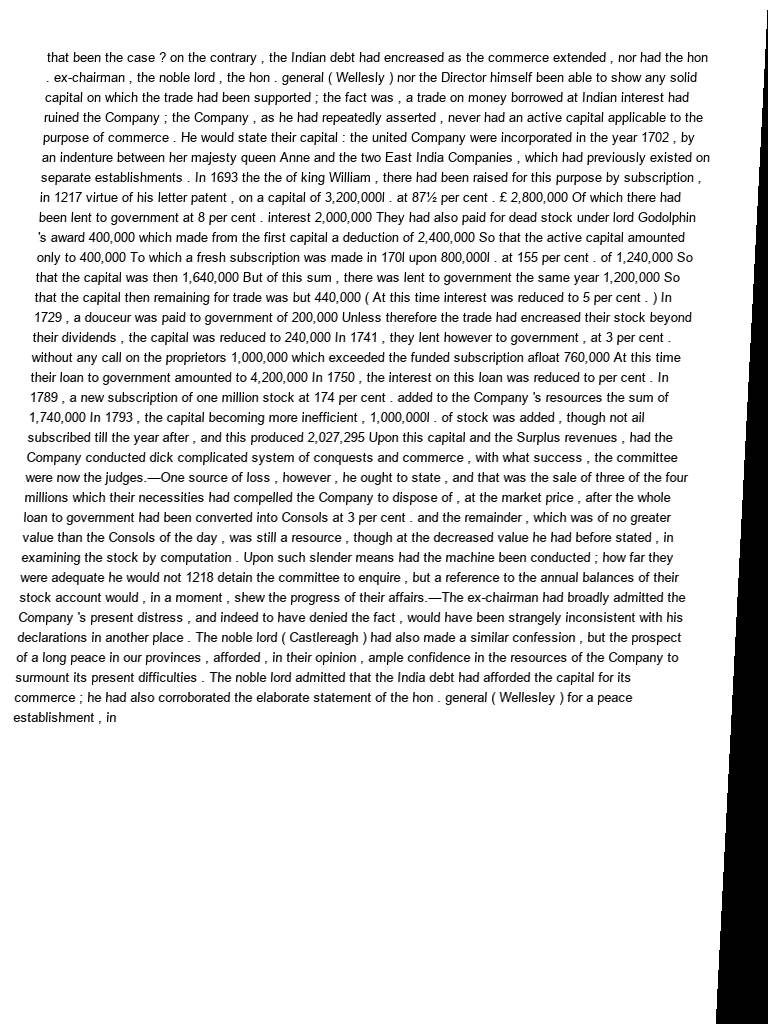 that been the case ? on the contrary , the Indian debt had encreased as the commerce extended , nor had the hon
. ex-chairman , the noble lord , the hon . general ( Wellesly ) nor the Director himself been able to show any solid
capital on which the trade had been supported ; the fact was , a trade on money borrowed at Indian interest had
ruined the Company ; the Company , as he had repeatedly asserted , never had an active capital applicable to the
purpose of commerce . He would state their capital : the united Company were incorporated in the year 1702 , by
an indenture between her majesty queen Anne and the two East India Companies , which had previously existed on
separate establishments . In 1693 the the of king William , there had been raised for this purpose by subscription ,
in 1217 virtue of his letter patent , on a capital of 3,200,000l . at 87½ per cent . £ 2,800,000 Of which there had
been lent to government at 8 per cent . interest 2,000,000 They had also paid for dead stock under lord Godolphin
's award 400,000 which made from the first capital a deduction of 2,400,000 So that the active capital amounted
only to 400,000 To which a fresh subscription was made in 170l upon 800,000l . at 155 per cent . of 1,240,000 So
that the capital was then 1,640,000 But of this sum , there was lent to government the same year 1,200,000 So
that the capital then remaining for trade was but 440,000 ( At this time interest was reduced to 5 per cent . ) In
1729 , a douceur was paid to government of 200,000 Unless therefore the trade had encreased their stock beyond
their dividends , the capital was reduced to 240,000 In 1741 , they lent however to government , at 3 per cent .
without any call on the proprietors 1,000,000 which exceeded the funded subscription afloat 760,000 At this time
their loan to government amounted to 4,200,000 In 1750 , the interest on this loan was reduced to per cent . In
1789 , a new subscription of one million stock at 174 per cent . added to the Company 's resources the sum of
1,740,000 In 1793 , the capital becoming more inefficient , 1,000,000l . of stock was added , though not ail
subscribed till the year after , and this produced 2,027,295 Upon this capital and the Surplus revenues , had the
Company conducted dick complicated system of conquests and commerce , with what success , the committee
were now the judges.—One source of loss , however , he ought to state , and that was the sale of three of the four
millions which their necessities had compelled the Company to dispose of , at the market price , after the whole
loan to government had been converted into Consols at 3 per cent . and the remainder , which was of no greater
value than the Consols of the day , was still a resource , though at the decreased value he had before stated , in
examining the stock by computation . Upon such slender means had the machine been conducted ; how far they
were adequate he would not 1218 detain the committee to enquire , but a reference to the annual balances of their
stock account would , in a moment , shew the progress of their affairs.—The ex-chairman had broadly admitted the
Company 's present distress , and indeed to have denied the fact , would have been strangely inconsistent with his
declarations in another place . The noble lord ( Castlereagh ) had also made a similar confession , but the prospect
of a long peace in our provinces , afforded , in their opinion , ample confidence in the resources of the Company to
surmount its present difficulties . The noble lord admitted that the India debt had afforded the capital for its
commerce ; he had also corroborated the elaborate statement of the hon . general ( Wellesley ) for a peace
establishment , in